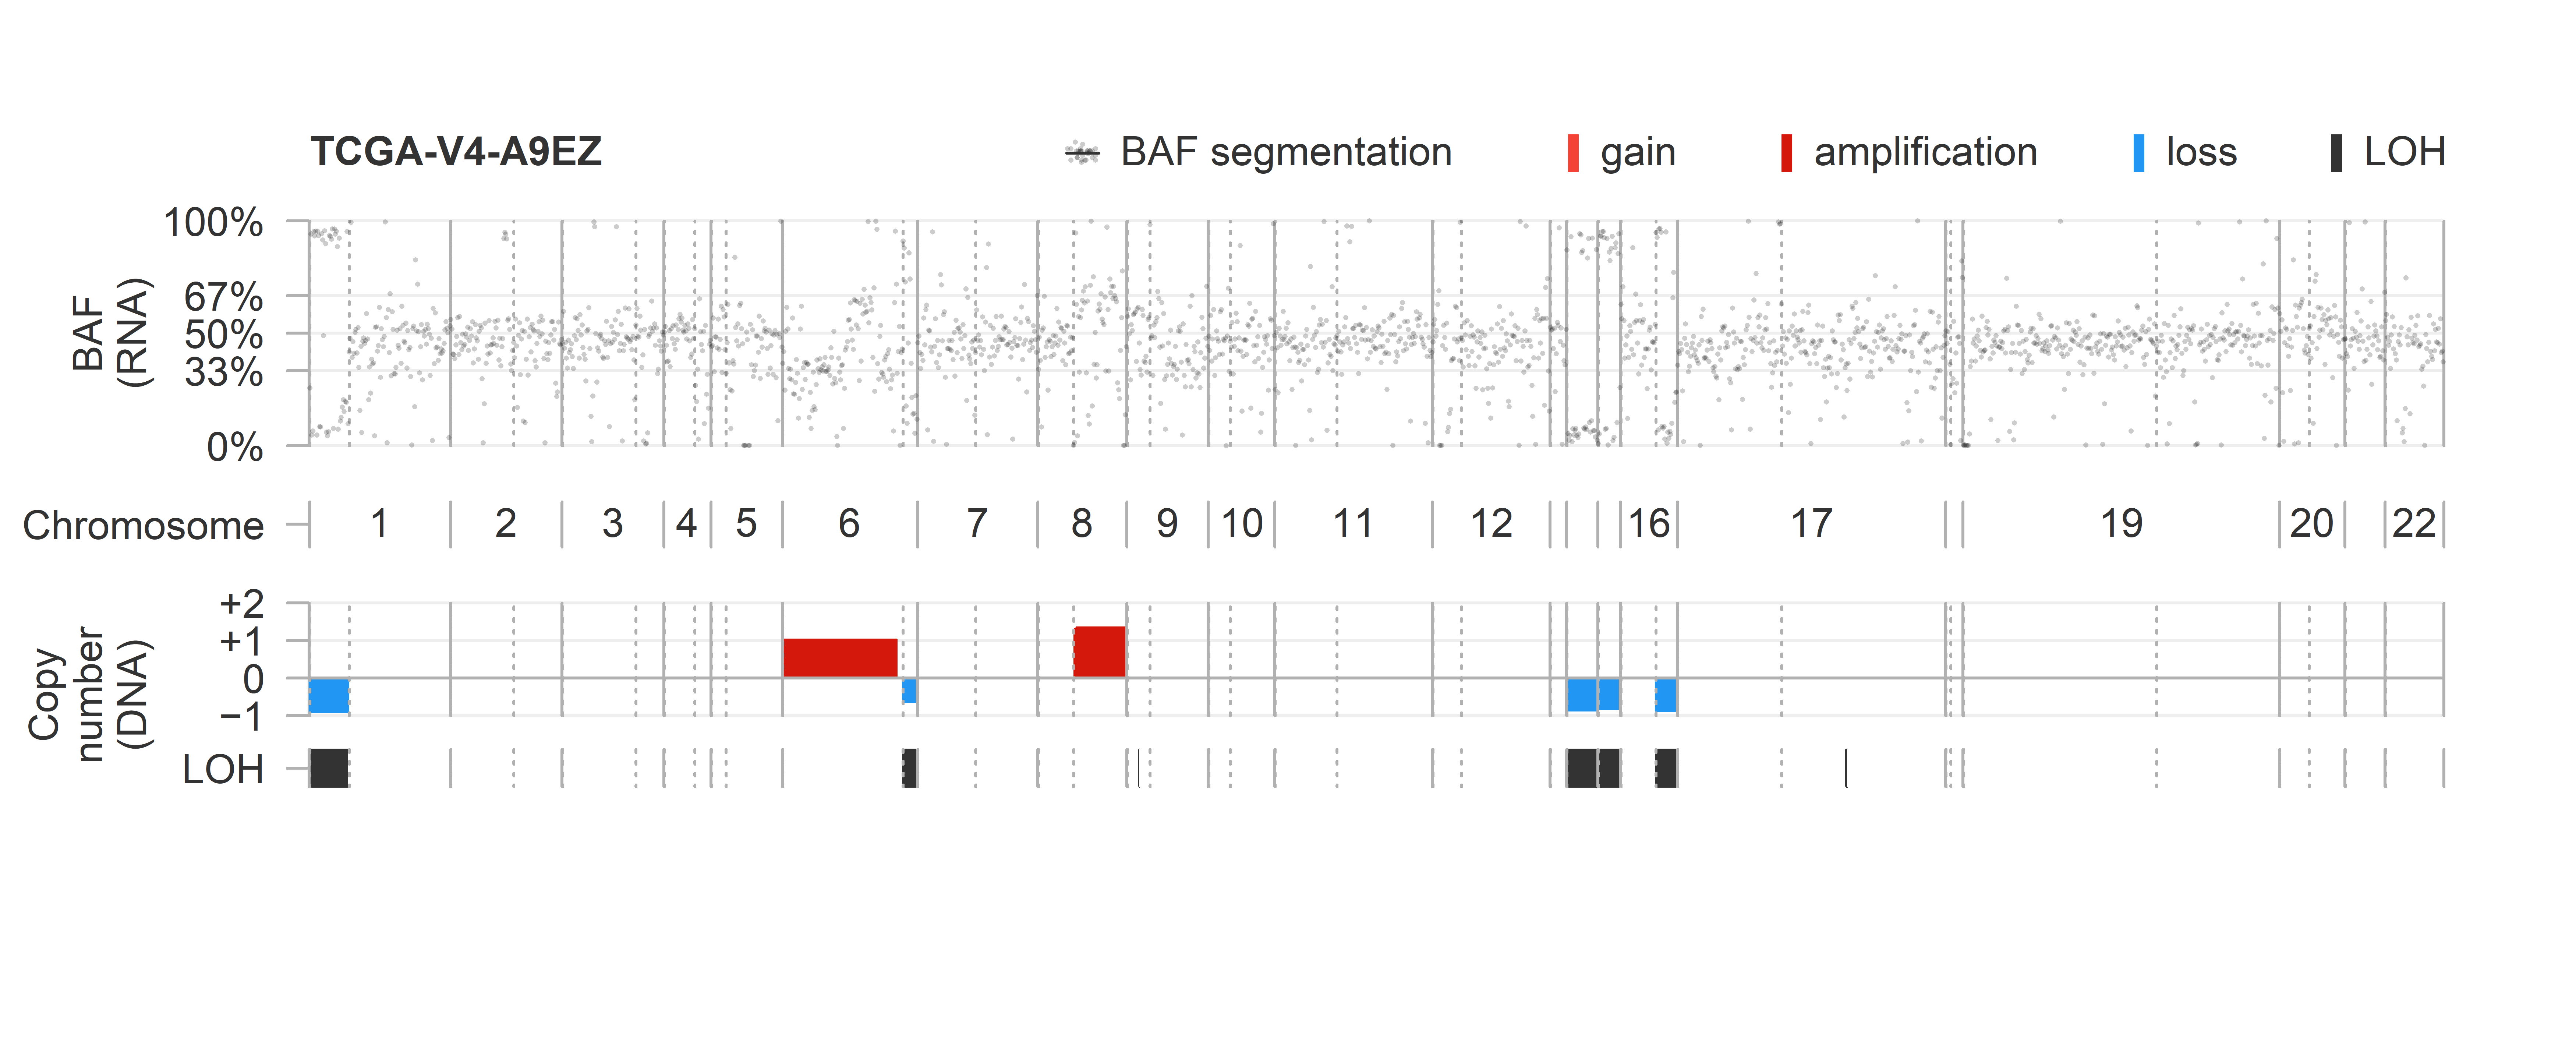 TCGA-V4-A9EZ
BAF segmentation gain amplification loss LOH
BAF
(RNA)
100%
67%
50%
33%
0%
Chromosome 1 2 3 4 5 6 7 8 9 10 11 12 16 17 19 20 22
Copy
number
(DNA)
+2
+1
0
−1
LOH